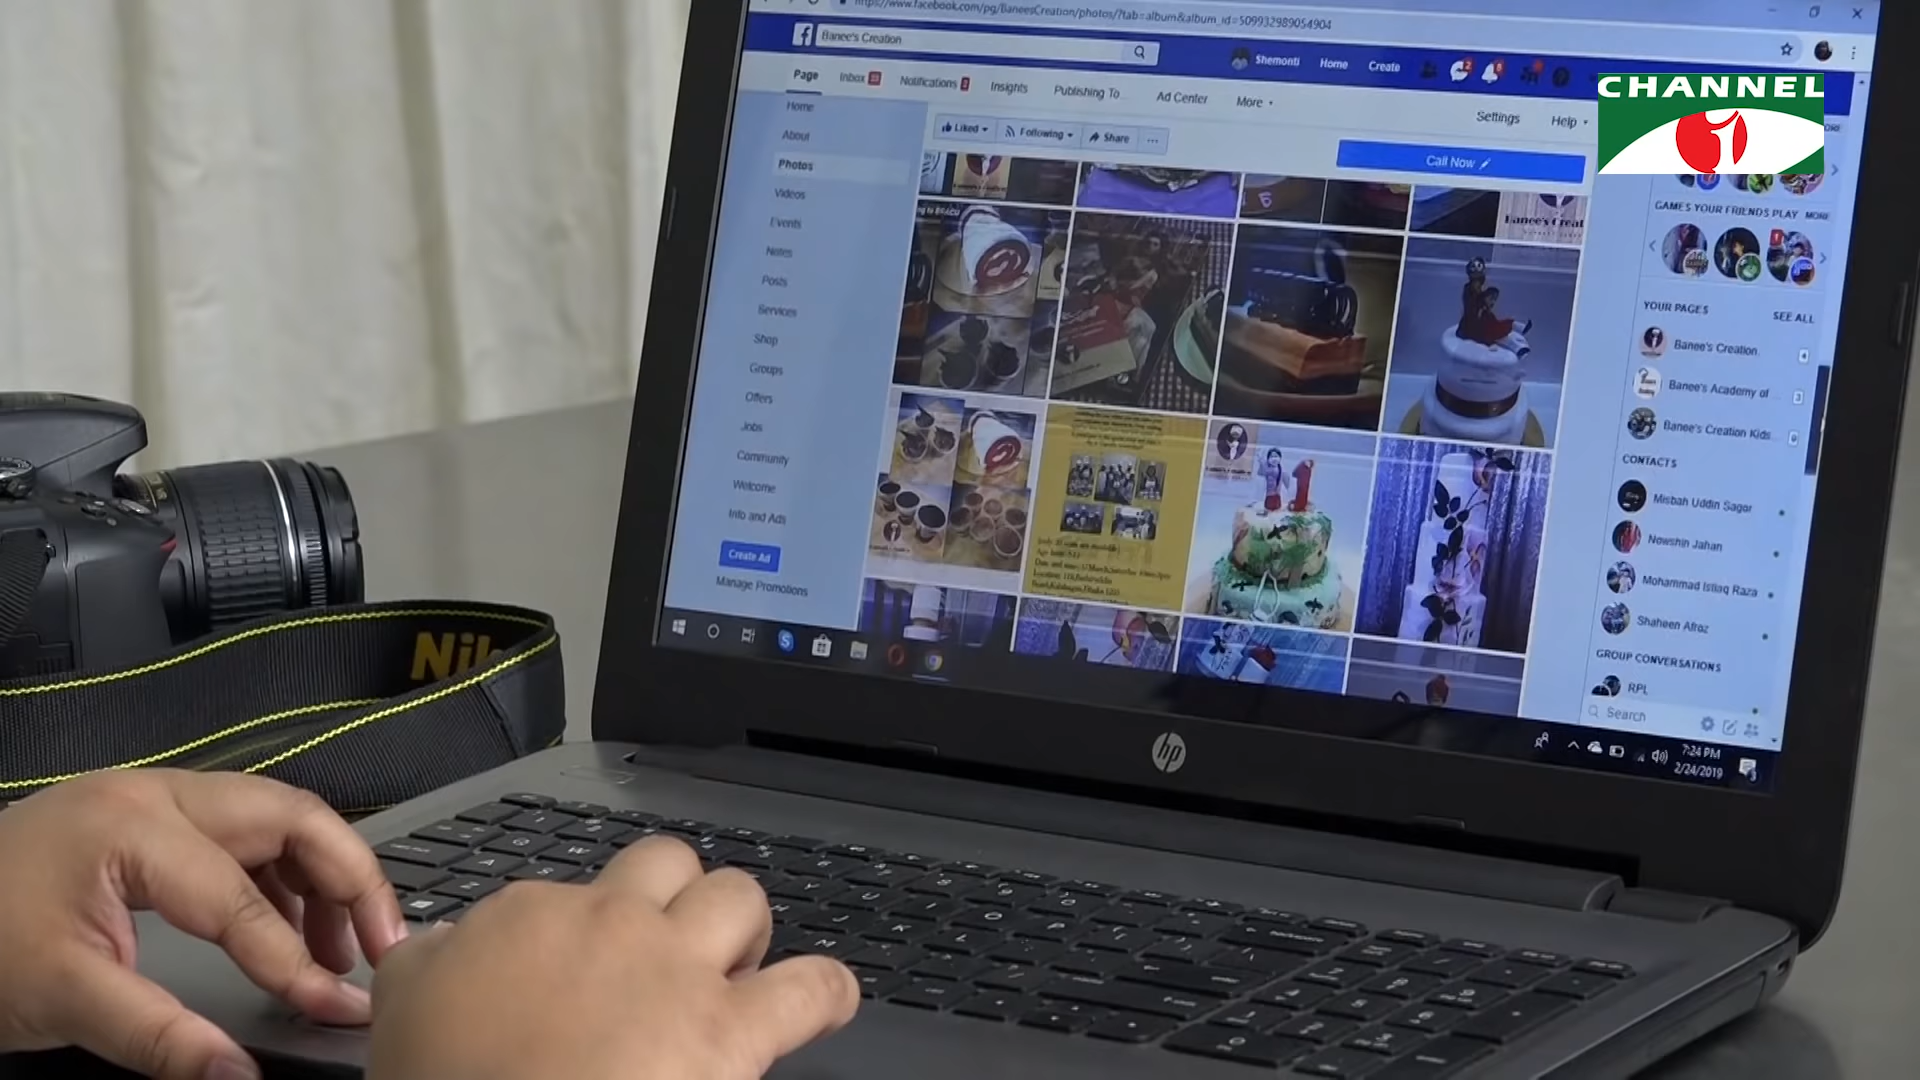 https://www.facebook.com/pg/BaneesCreation/photos/?tab=album&album_id=509932989054904
Banee's Creation
Shemonti
Home
Create
CHANNEL
i
Page
Inbox
Notifications
Insights
Publishing To...
Ad Center
More
Settings
Help
Home
About
Photos
Videos
Events
Notes
Posts
Services
Shop
Groups
Offers
Jobs
Community
Welcome
Info and Ads
Create Ad
Manage Promotions
Liked
Following
Share
Call Now
GAMES YOUR FRIENDS PLAY
MORE
YOUR PAGES
SEE ALL
Banee's Creation
Banee's Academy of ...
Banee's Creation Kids...
CONTACTS
Misbah Uddin Sagor
Nowshin Jahan
Mohammad Istiaq Raza
Shaheen Afroz
GROUP CONVERSATIONS
RPL
Search
7:24 PM
2/24/2019
hp
Nik